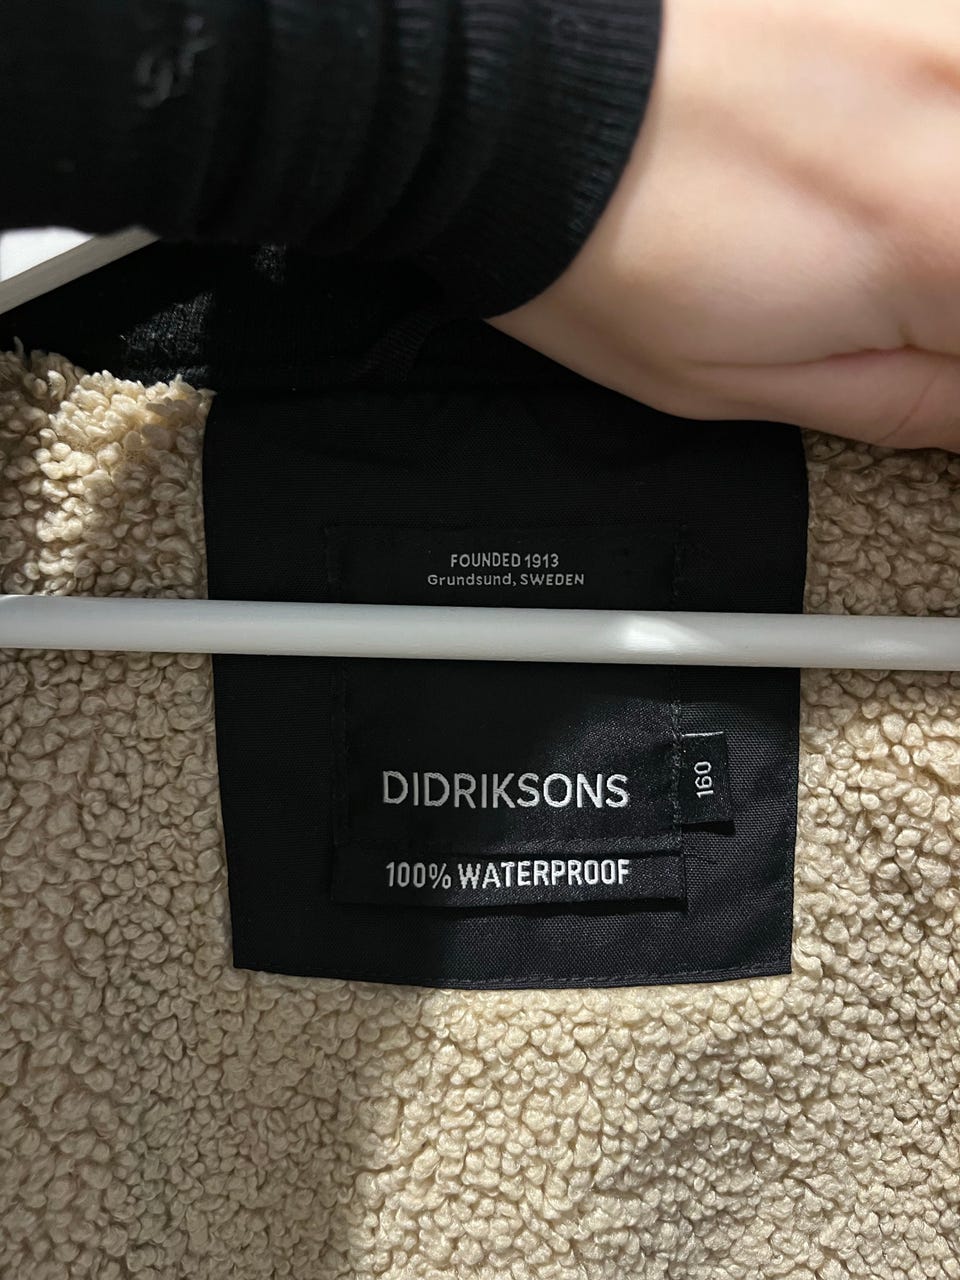 FOUNDED 1913
Grundsund, SWEDEN
DIDRIKSONS
160
100% WATERPROOF